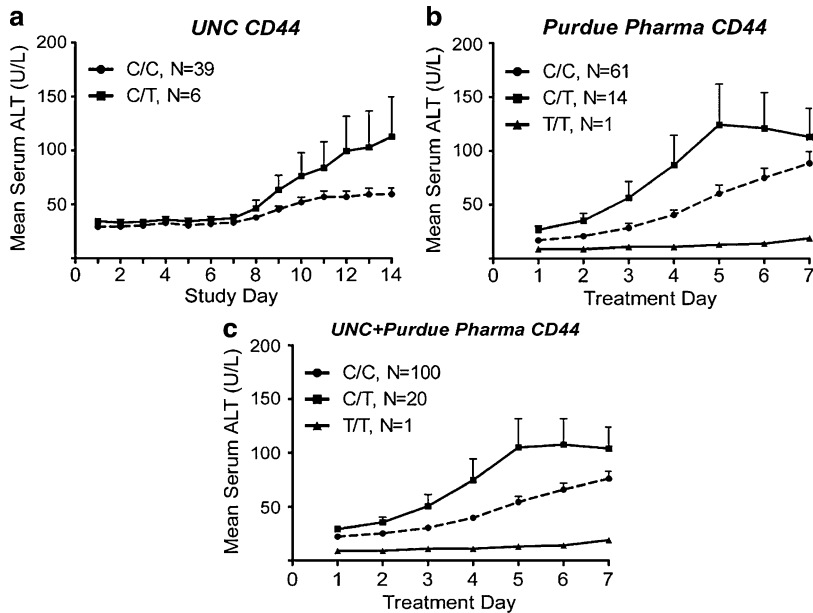 a
UNC CD44
Mean Serum ALT (U/L)
200
150
100
50
C/C, N=39
C/T, N=6
0 2 4 6 8 10 12 14
Study Day
b
Purdue Pharma CD44
Mean Serum ALT (U/L)
200
150
100
50
C/C, N=61
C/T, N=14
T/T, N=1
0 1 2 3 4 5 6 7
Treatment Day
c
UNC+Purdue Pharma CD44
Mean Serum ALT (U/L)
200
150
100
50
C/C, N=100
C/T, N=20
T/T, N=1
0 1 2 3 4 5 6 7
Treatment Day